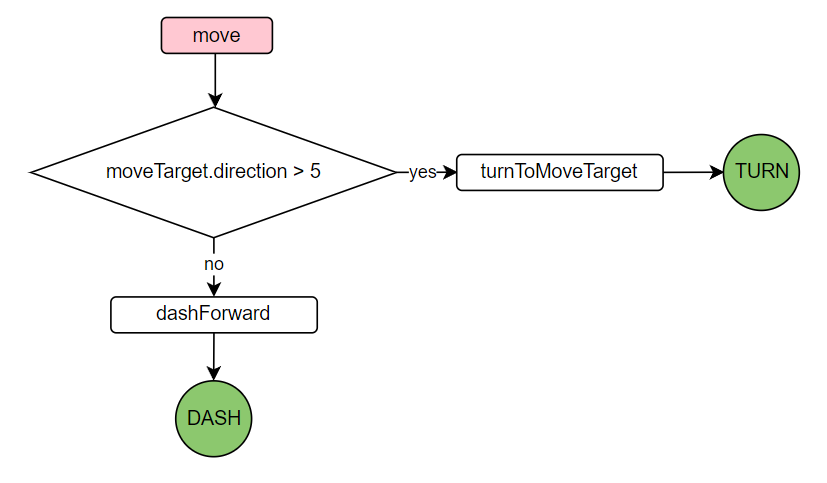 move
moveTarget.direction > 5
yes
turnToMoveTarget
TURN
no
dashForward
DASH